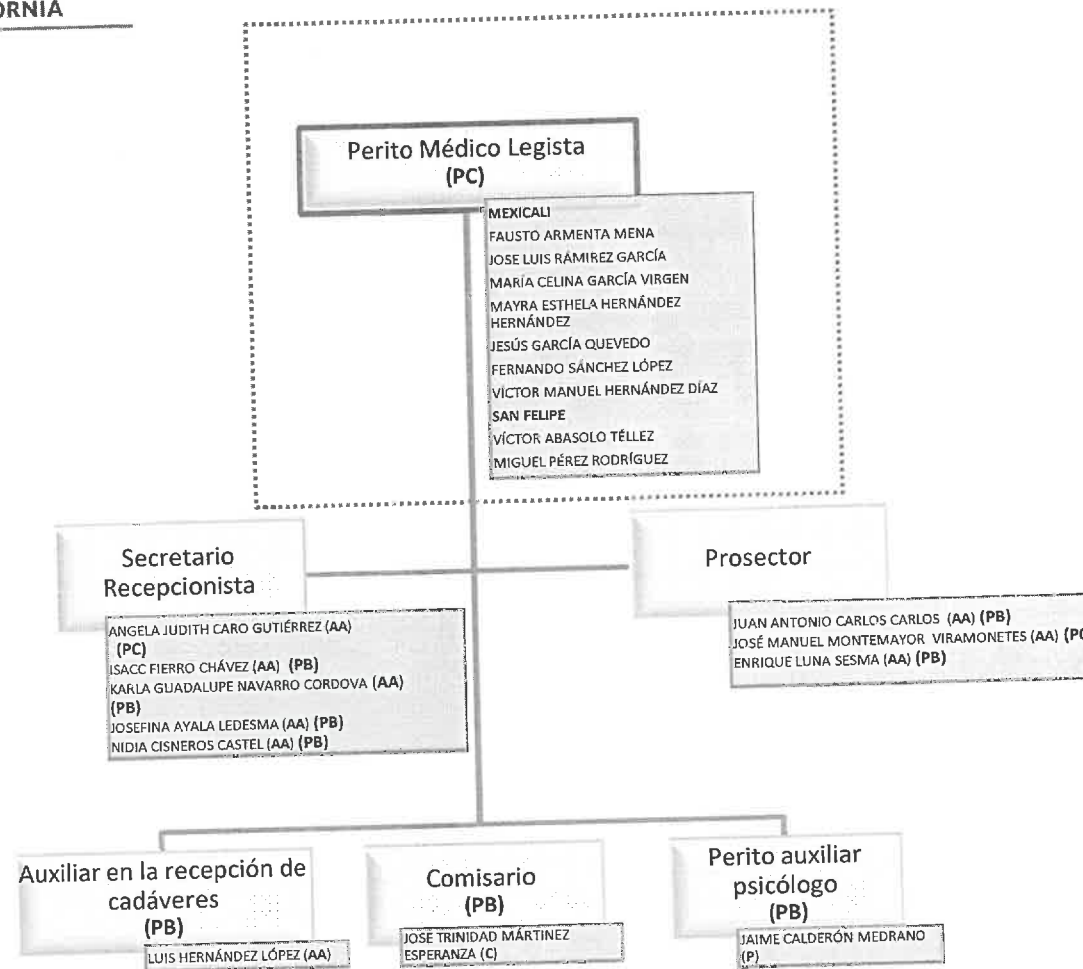 ORNIA
Perito Médico Legista
(PC)
MEXICALI
FAUSTO ARMENTA MENA
JOSE LUIS RÁMIREZ GARCÍA
MARÍA CELINA GARCÍA VIRGEN
MAYRA ESTHELA HERNÁNDEZ
HERNÁNDEZ
JESÚS GARCÍA QUEVEDO
FERNANDO SÁNCHEZ LÓPEZ
VÍCTOR MANUEL HERNÁNDEZ DÍAZ
SAN FELIPE
VÍCTOR ABASOLO TÉLLEZ
MIGUEL PÉREZ RODRÍGUEZ
Secretario
Recepcionista
ANGELA JUDITH CARO GUTIÉRREZ (AA)
(PC)
ISACC FIERRO CHÁVEZ (AA) (PB)
KARLA GUADALUPE NAVARRO CORDOVA (AA)
(PB)
JOSEFINA AYALA LEDESMA (AA) (PB)
NIDIA CISNEROS CASTEL (AA) (PB)
Prosector
JUAN ANTONIO CARLOS CARLOS (AA) (PB)
JOSÉ MANUEL MONTEMAYOR VIRAMONETES (AA) (PC
ENRIQUE LUNA SESMA (AA) (PB)
Auxiliar en la recepción de
cadáveres
(PB)
LUIS HERNÁNDEZ LÓPEZ (AA)
Comisario
(PB)
JOSE TRINIDAD MÁRTINEZ
ESPERANZA (C)
Perito auxiliar
psicólogo
(PB)
JAIME CALDERÓN MEDRANO
(P)